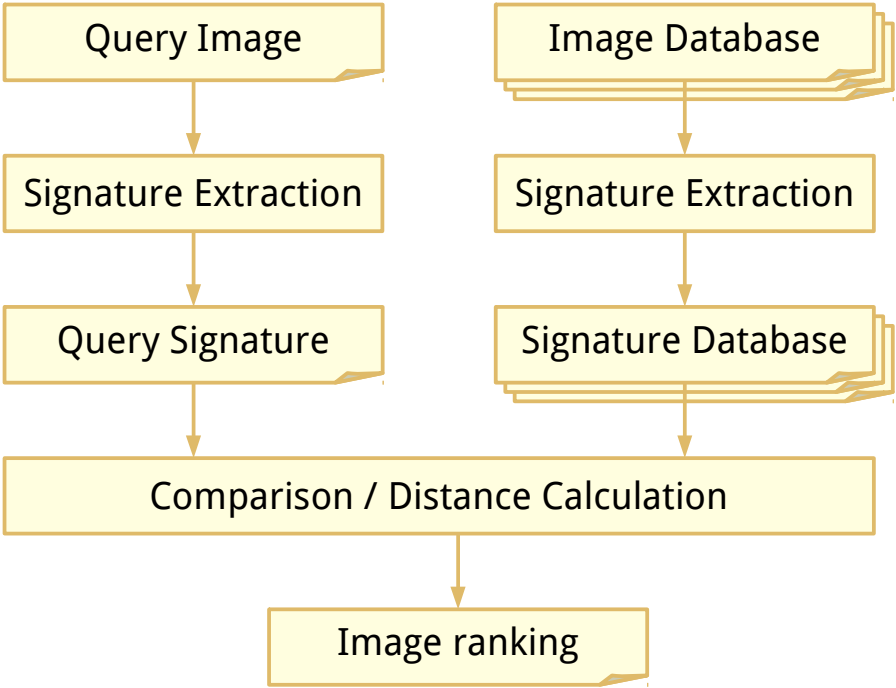 Query Image
Image Database
Signature Extraction
Signature Extraction
Query Signature
Signature Database
Comparison / Distance Calculation
Image ranking